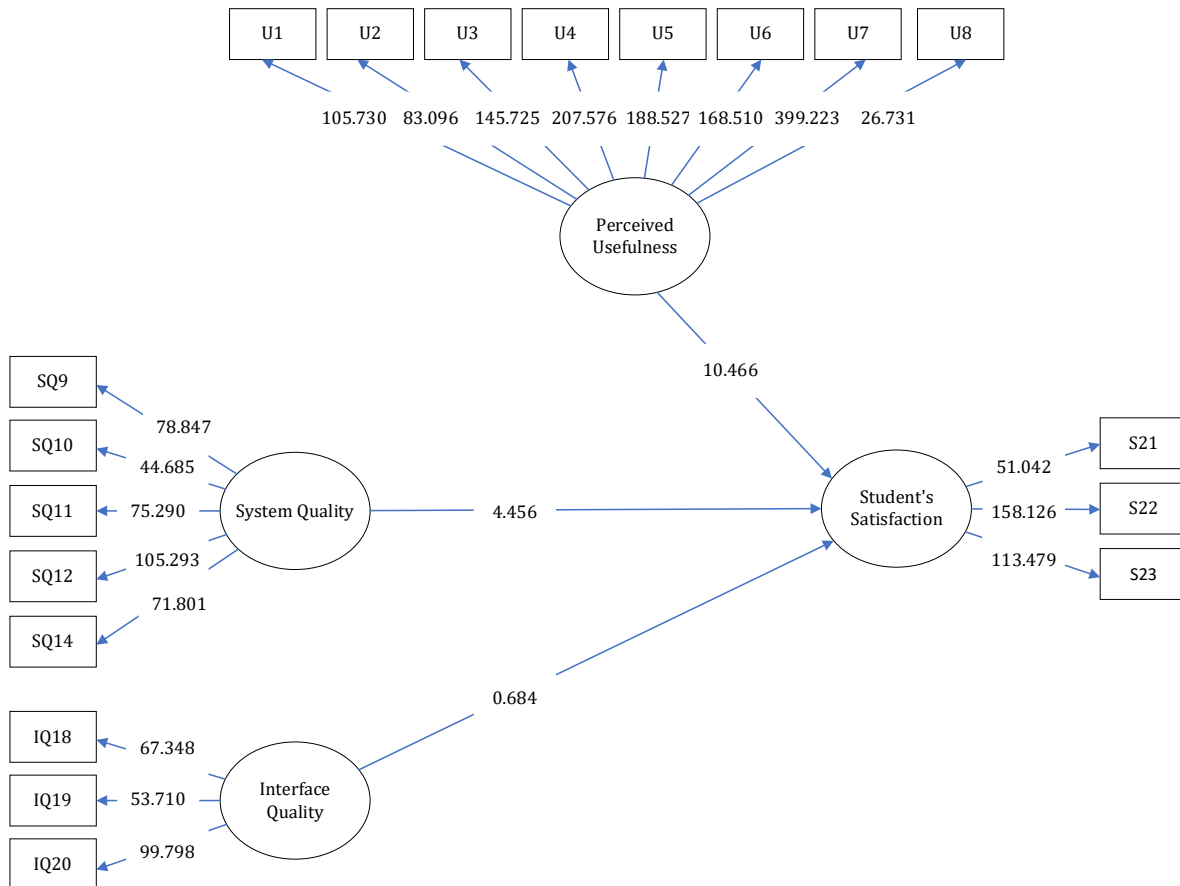 U1
U2
U3
U4
U5
U6
U7
U8
105.730
83.096
145.725
207.576
188.527
168.510
399.223
26.731
Perceived
Usefulness
10.466
SQ9
SQ10
SQ11
SQ12
SQ14
78.847
44.685
75.290
105.293
71.801
System Quality
4.456
Student's
Satisfaction
51.042
158.126
113.479
S21
S22
S23
0.684
IQ18
IQ19
IQ20
67.348
53.710
99.798
Interface
Quality